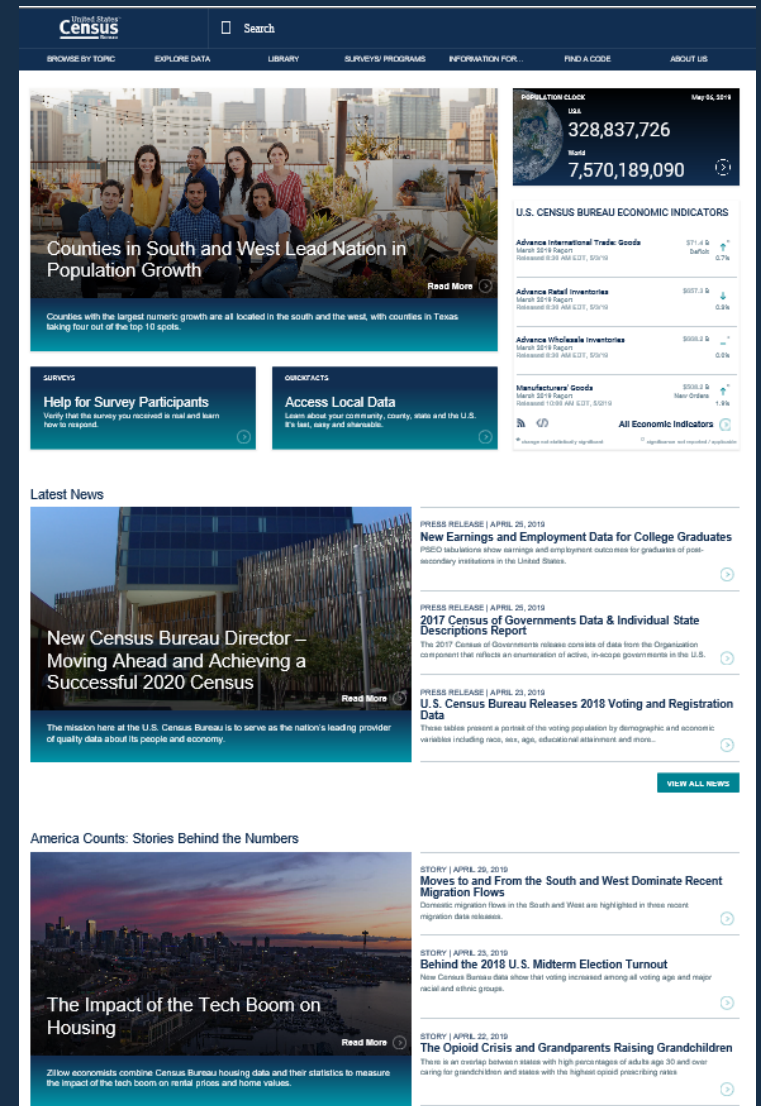 United States®
Census
Bureau
Search
BROWSE BY TOPIC
EXPLORE DATA
LIBRARY
SURVEYS/ PROGRAMS
INFORMATION FOR...
FIND A CODE
ABOUT US
Counties in South and West Lead Nation in
Population Growth
Read More
Counties with the largest numeric growth are all located in the south and the west, with counties in Texas
taking four out of the top 10 spots.
SURVEYS
Help for Survey Participants
Verify that the survey you received is real and learn
how to respond.
QUICKFACTS
Access Local Data
Learn about your community, county, state and the U.S.
It's fast, easy and shareable.
POPULATION CLOCK
May 06, 2019
USA
328,837,726
World
7,570,189,090
U.S. CENSUS BUREAU ECONOMIC INDICATORS
Advance International Trade: Goods
March 2019 Report
$71.4 B
Deficit
0.7%
Advance Retail Inventories
March 2019 Report
Advance Wholesale Inventories
March 2019 Report
0.0%
Manufacturers' Goods
March 2019 Report
New Orders
1.9%
All Economic Indicators
* change not statistically significant
° significance not reported / applicable
Latest News
New Census Bureau Director –
Moving Ahead and Achieving a
Successful 2020 Census
Read More
The mission here at the U.S. Census Bureau is to serve as the nation's leading provider
of quality data about its people and economy.
PRESS RELEASE | APRIL 25, 2019
New Earnings and Employment Data for College Graduates
PSEO tabulations show earnings and employment outcomes for graduates of post-
secondary institutions in the United States.
PRESS RELEASE | APRIL 25, 2019
2017 Census of Governments Data & Individual State
Descriptions Report
The 2017 Census of Governments release consists of data from the Organization
component that reflects an enumeration of active, in-scope governments in the U.S.
PRESS RELEASE | APRIL 23, 2019
U.S. Census Bureau Releases 2018 Voting and Registration
Data
These tables present a portrait of the voting population by demographic and economic
variables including race, sex, age, educational attainment and more..
VIEW ALL NEWS
America Counts: Stories Behind the Numbers
The Impact of the Tech Boom on
Housing
Read More
Zillow economists combine Census Bureau housing data and their statistics to measure
the impact of the tech boom on rental prices and home values.
STORY | APRIL 29, 2019
Moves to and From the South and West Dominate Recent
Migration Flows
Domestic migration flows in the South and West are highlighted in three recent
migration data releases.
STORY | APRIL 23, 2019
Behind the 2018 U.S. Midterm Election Turnout
New Census Bureau data show that voting increased among all voting age and major
racial and ethnic groups.
STORY | APRIL 22, 2019
The Opioid Crisis and Grandparents Raising Grandchildren
There is an overlap between states with high percentages of adults age 30 and over
caring for grandchildren and states with the highest opioid prescribing rates